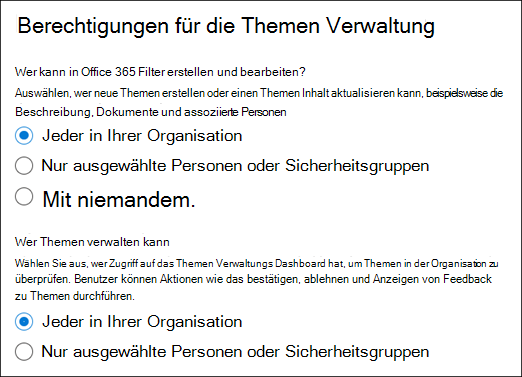 Berechtigungen für die Themen Verwaltung
Wer kann in Office 365 Filter erstellen und bearbeiten?
Auswählen, wer neue Themen erstellen oder einen Themen Inhalt aktualisieren kann, beispielsweise die
Beschreibung, Dokumente und assoziierte Personen
Jeder in Ihrer Organisation
Nur ausgewählte Personen oder Sicherheitsgruppen
Mit niemandem.
Wer Themen verwalten kann
Wählen Sie aus, wer Zugriff auf das Themen Verwaltungs Dashboard hat, um Themen in der Organisation zu
überprüfen. Benutzer können Aktionen wie das bestätigen, ablehnen und Anzeigen von Feedback
zu Themen durchführen.
Jeder in Ihrer Organisation
Nur ausgewählte Personen oder Sicherheitsgruppen